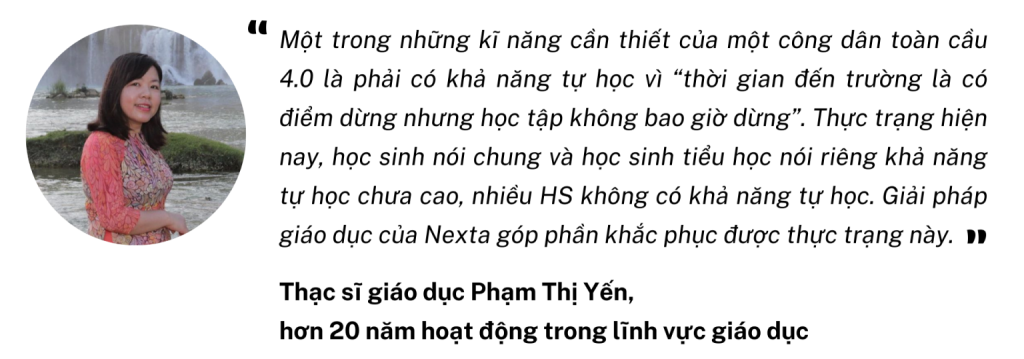 “
Một trong những kĩ năng cần thiết của một công dân toàn cầu
4.0 là phải có khả năng tự học vì “thời gian đến trường là có
điểm dừng nhưng học tập không bao giờ dừng”. Thực trạng hiện
nay, học sinh nói chung và học sinh tiểu học nói riêng khả năng
tự học chưa cao, nhiều HS không có khả năng tự học. Giải pháp
giáo dục của Nexta góp phần khắc phục được thực trạng này. ”
Thạc sĩ giáo dục Phạm Thị Yến,
hơn 20 năm hoạt động trong lĩnh vực giáo dục